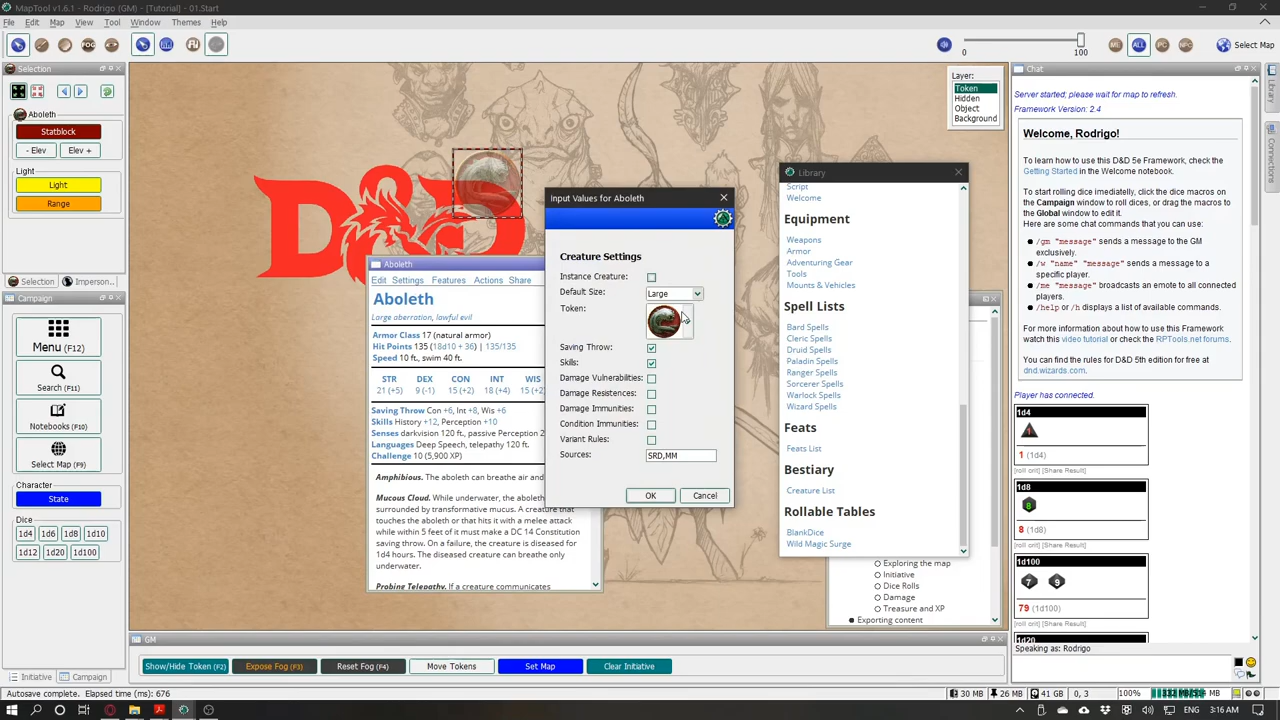 MapTool v1.6.1 - Rodrigo (GM) - [Tutorial] - 01.Start
File Edit Map View Tool Window Themes Help
FOG
0 100
ME ALL PC NPC
Select Map
Selection
Aboleth
Statblock
- Elev Elev +
Light
Light
Range
Selection Imperson..
Campaign
Menu (F12)
Search (F11)
Notebooks (F10)
Select Map (F9)
Character
State
Dice
1d4 1d6 1d8 1d10
1d12 1d20 1d100
Initiative Campaign
Layer:
Token
Hidden
Object
Background
Aboleth
Edit Settings Features Actions Share
Aboleth
Large aberration, lawful evil
Armor Class 17 (natural armor)
Hit Points 135 (18d10 + 36) | 135/135
Speed 10 ft., swim 40 ft.
STR DEX CON INT WIS
21 (+5) 9 (-1) 15 (+2) 18 (+4) 15 (+2
Saving Throw Con +6, Int +8, Wis +6
Skills History +12, Perception +10
Senses darkvision 120 ft., passive Perception 2
Languages Deep Speech, telepathy 120 ft.
Challenge 10 (5,900 XP)
Amphibious. The aboleth can breathe air and
Mucous Cloud. While underwater, the aboleth
surrounded by transformative mucus. A creature that
touches the aboleth or that hits it with a melee attack
while within 5 feet of it must make a DC 14 Constitution
saving throw. On a failure, the creature is diseased for
1d4 hours. The diseased creature can breathe only
underwater.
Probing Telepathy. If a creature communicates
Input Values for Aboleth
Creature Settings
Instance Creature:
Default Size: Large
Token:
Saving Throw:
Skills:
Damage Vulnerabilities:
Damage Resistences:
Damage Immunities:
Condition Immunities:
Variant Rules:
Sources: SRD,MM
OK Cancel
Library
Script
Welcome
Equipment
Weapons
Armor
Adventuring Gear
Tools
Mounts & Vehicles
Spell Lists
Bard Spells
Cleric Spells
Druid Spells
Paladin Spells
Ranger Spells
Sorcerer Spells
Warlock Spells
Wizard Spells
Feats
Feats List
Bestiary
Creature List
Rollable Tables
BlankDice
Wild Magic Surge
Exploring the map
Initiative
Dice Rolls
Damage
Treasure and XP
Exporting content
Chat
Server started; please wait for map to refresh.
Framework Version: 2.4
Welcome, Rodrigo!
To learn how to use this D&D 5e Framework, check the
Getting Started in the Welcome notebook.
To start rolling dice imediatlly, click the dice macros on
the Campaign window to roll dices, or drag the macros to
the Global window to edit it.
Here are some chat commands that you can use:
/gm "message" sends a message to the GM
exclusively.
/w "name" "message" sends a message to a
specific player.
/me "message" broadcasts an emote to all connected
players.
/help or /h displays a list of available commands.
For more information about how to use this Framework
watch this tutorial video or check the RPTools.net forums.
You can find the rules for D&D 5th edition for free at
dnd.wizards.com.
Player has connected.
1d4
1
1 (1d4)
[roll crit] [Share Result]
1d8
8
8 (1d8)
[roll crit] [Share Result]
1d100
7 9
79 (1d100)
[roll crit] [Share Result]
1d20
Speaking as: Rodrigo
Library
Connections
GM
Show/Hide Token (F2) Expose Fog (F3) Reset Fog (F4) Move Tokens Set Map Clear Initiative
Autosave complete. Elapsed time (ms): 676
30 MB 26 MB 41 GB 0, 3 100%
ENG 3:16 AM